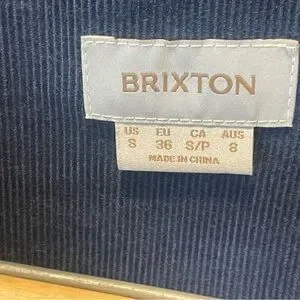 BRIXTON
US EU CA AUS
S 36 S/P 8
MADE IN CHINA